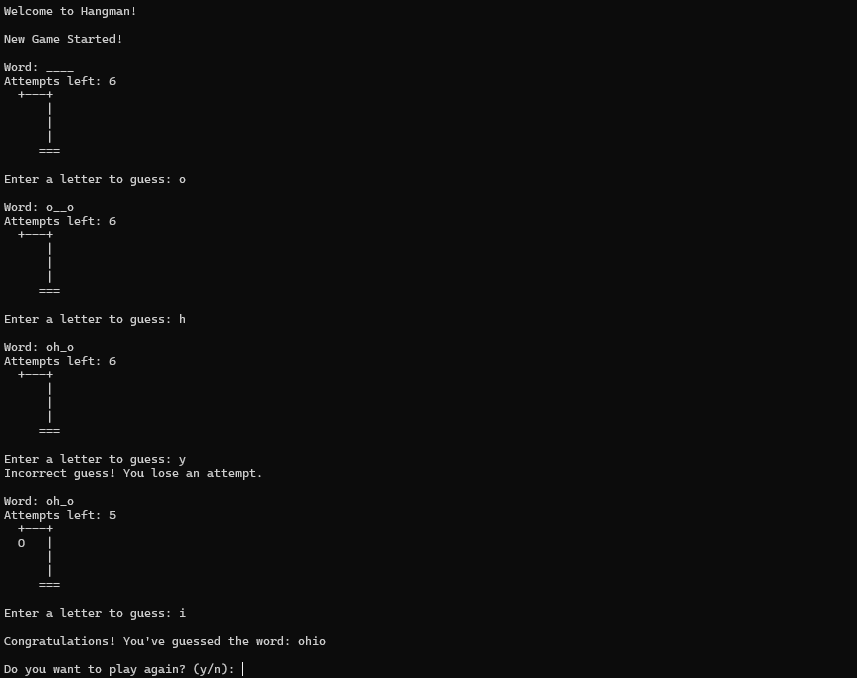 Welcome to Hangman!

New Game Started!

Word: ____
Attempts left: 6
  +---+
      |
      |
      |
     ===

Enter a letter to guess: o

Word: o__o
Attempts left: 6
  +---+
      |
      |
      |
     ===

Enter a letter to guess: h

Word: oh_o
Attempts left: 6
  +---+
      |
      |
      |
     ===

Enter a letter to guess: y
Incorrect guess! You lose an attempt.

Word: oh_o
Attempts left: 5
  +---+
  O   |
      |
      |
     ===

Enter a letter to guess: i

Congratulations! You've guessed the word: ohio

Do you want to play again? (y/n):